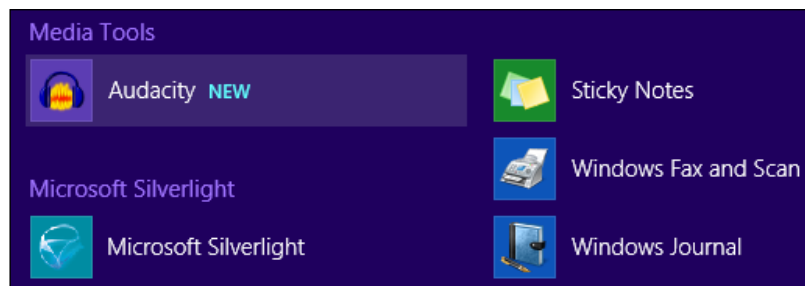 Media Tools
Audacity NEW
Microsoft Silverlight
Microsoft Silverlight
Sticky Notes
Windows Fax and Scan
Windows Journal